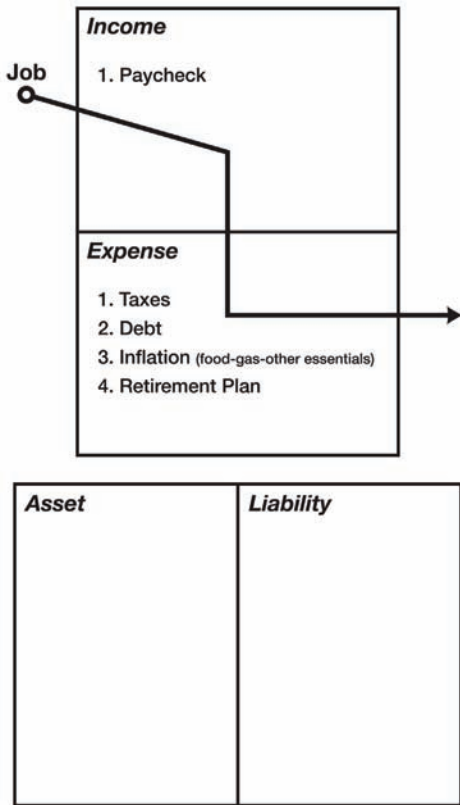 Income
Job
1. Paycheck
Expense
1. Taxes
2. Debt
3. Inflation (food-gas-other essentials)
4. Retirement Plan
Asset
Liability